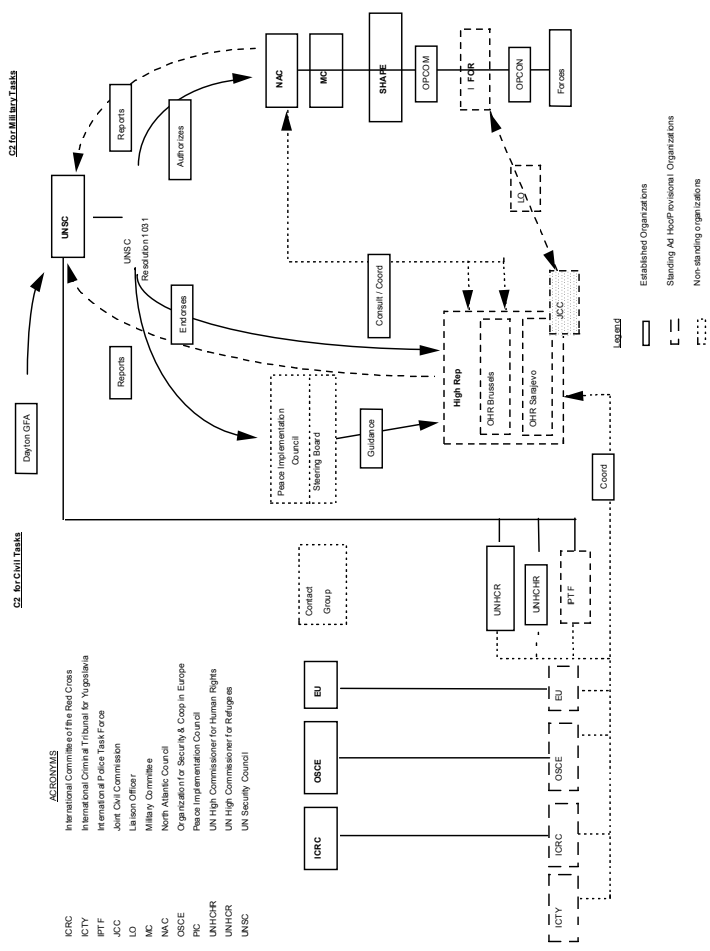 C2 for Civil Tasks
C2 for Military Tasks
Dayton GFA
ACRONYMS
ICRC International Committee of the Red Cross
ICTY International Criminal Tribunal for Yugoslavia
IPTF International Police Task Force
JCC Joint Civil Commission
LO Liaison Officer
MC Military Committee
NAC North Atlantic Council
OSCE Organization for Security & Coop in Europe
PIC Peace Implementation Council
UNHCHR UN High Commissioner for Human Rights
UNHCR UN High Commissioner for Refugees
UNSC UN Security Council
UNSC
Reports
Authorizes
UNSC
Resolution 1031
Reports
Endorses
NAC
MC
SHAPE
OPCOM
I FOR
OPCON
Forces
Peace Implementation
Council
Steering Board
Contact
Group
Guidance
Consult / Coord
ICRC
OSCE
EU
High Rep
OHR Brussels
OHR Sarajevo
LO
JCC
UNHCR
UNHCHR
IPTF
ICTY
ICRC
OSCE
EU
Coord
Legend
Established Organizations
Standing Ad Hoc/Provisional Organizations
Non-standing organizations